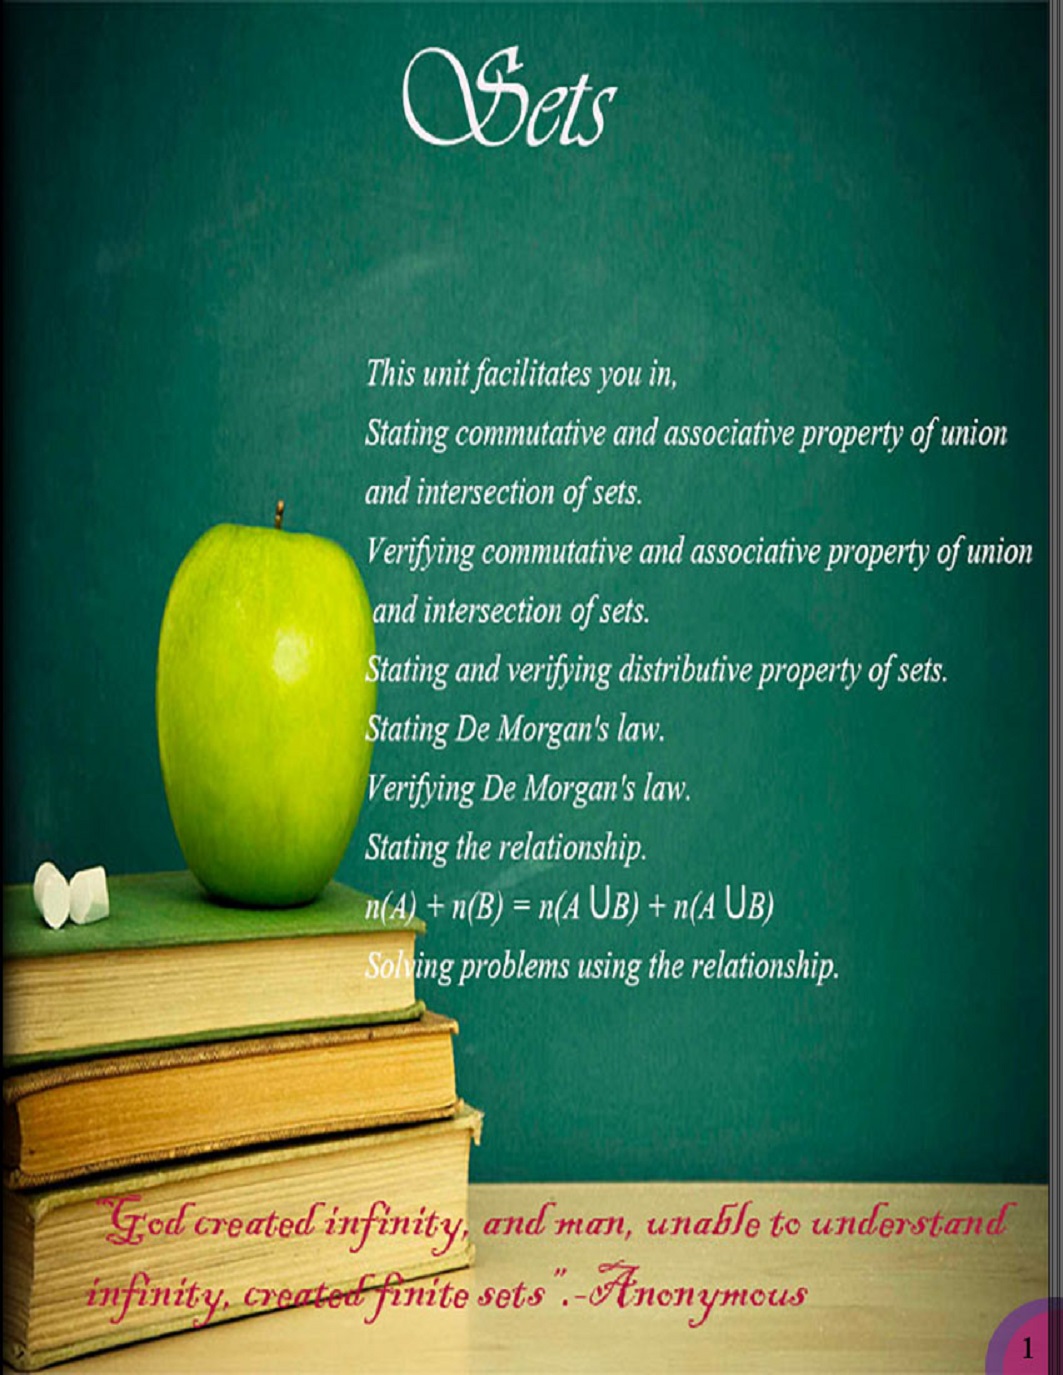 Sets
This unit facilitates you in,
Stating commutative and associative property of union
and intersection of sets.
Verifying commutative and associative property of union
and intersection of sets.
Stating and verifying distributive property of sets.
Stating De Morgan's law.
Verifying De Morgan's law.
Stating the relationship.
n(A) + n(B) = n(A ∪B) + n(A ∪B)
Solving problems using the relationship.
"God created infinity, and man, unable to understand
infinity, created finite sets".-Anonymous
1